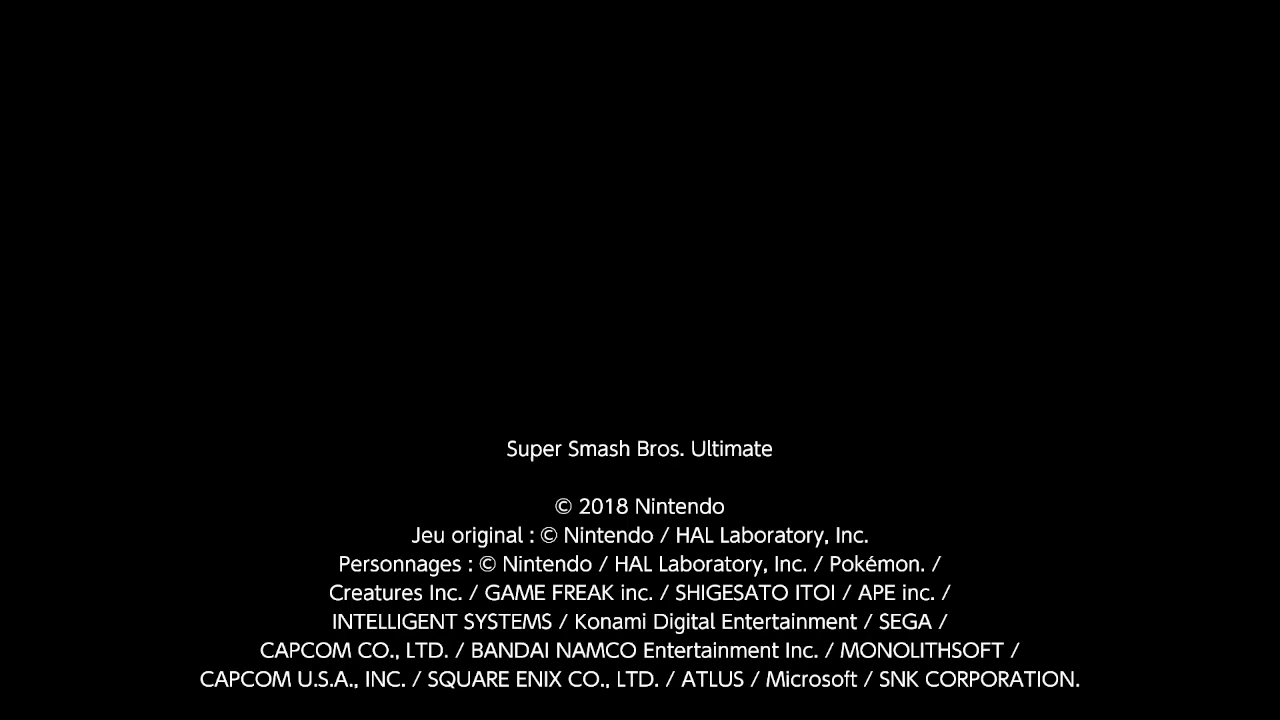 Super Smash Bros. Ultimate
© 2018 Nintendo
Jeu original : © Nintendo / HAL Laboratory, Inc.
Personnages : © Nintendo / HAL Laboratory, Inc. / Pokémon. /
Creatures Inc. / GAME FREAK inc. / SHIGESATO ITOI / APE inc. /
INTELLIGENT SYSTEMS / Konami Digital Entertainment / SEGA /
CAPCOM CO., LTD. / BANDAI NAMCO Entertainment Inc. / MONOLITHSOFT /
CAPCOM U.S.A., INC. / SQUARE ENIX CO., LTD. / ATLUS / Microsoft / SNK CORPORATION.